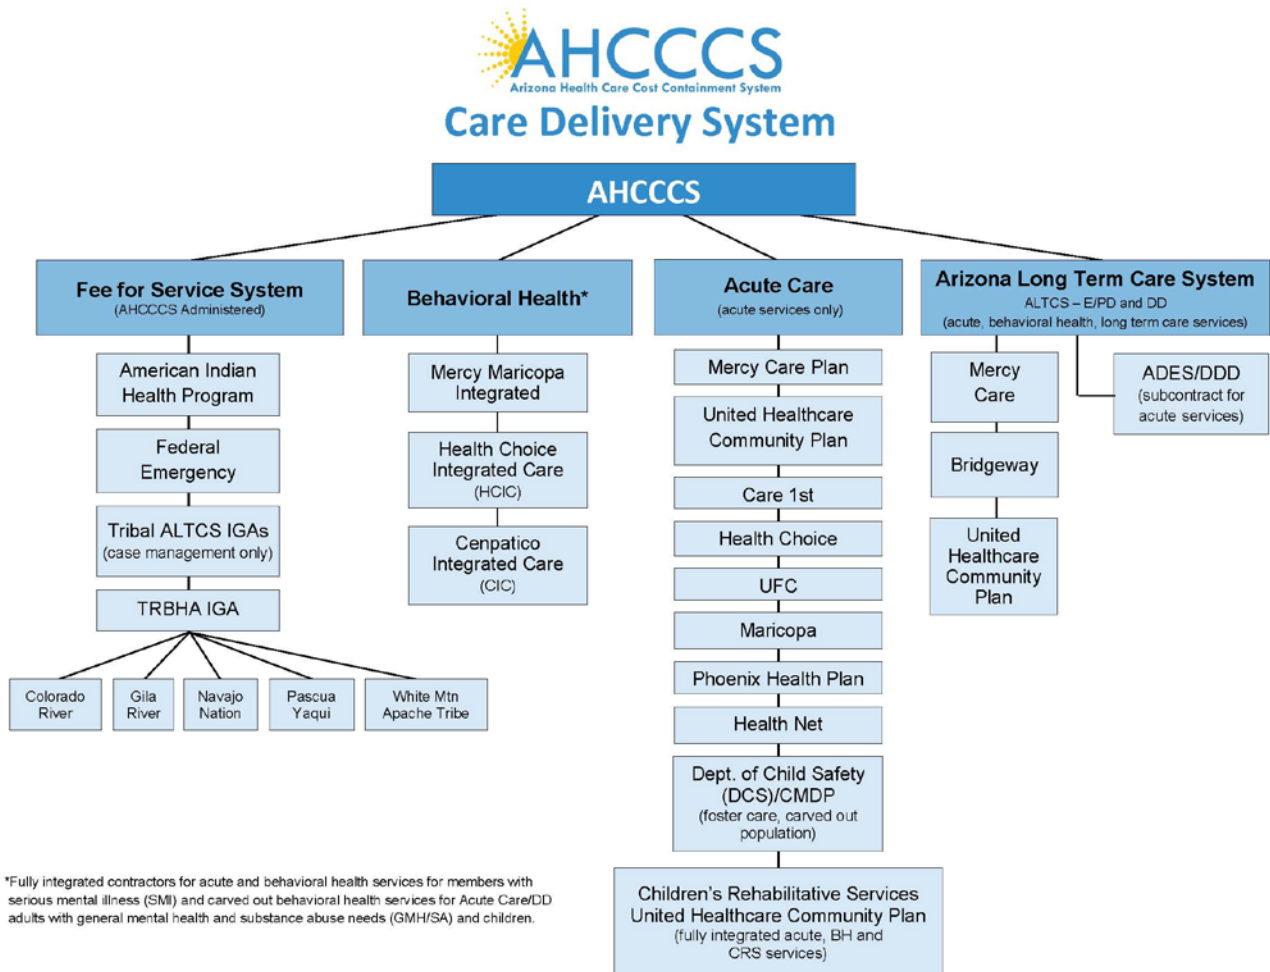 AHCCCS
Arizona Health Care Cost Containment System
Care Delivery System
AHCCCS
Fee for Service System
(AHCCCS Administered)
American Indian
Health Program
Federal
Emergency
Tribal ALTCS IGAs
(case management only)
TRBHA IGA
Colorado
River
Gila
River
Navajo
Nation
Pascua
Yaqui
White Mtn
Apache Tribe
Behavioral Health*
Mercy Maricopa
Integrated
Health Choice
Integrated Care
(HCIC)
Cenpatico
Integrated Care
(CIC)
Acute Care
(acute services only)
Mercy Care Plan
United Healthcare
Community Plan
Care 1st
Health Choice
UFC
Maricopa
Phoenix Health Plan
Health Net
Dept. of Child Safety
(DCS)/CMDP
(foster care, carved out
population)
Children's Rehabilitative Services
United Healthcare Community Plan
(fully integrated acute, BH and
CRS services)
Arizona Long Term Care System
ALTCS – E/PD and DD
(acute, behavioral health, long term care services)
Mercy
Care
Bridgeway
United
Healthcare
Community
Plan
ADES/DDD
(subcontract for
acute services)
*Fully integrated contractors for acute and behavioral health services for members with
serious mental illness (SMI) and carved out behavioral health services for Acute Care/DD
adults with general mental health and substance abuse needs (GMH/SA) and children.